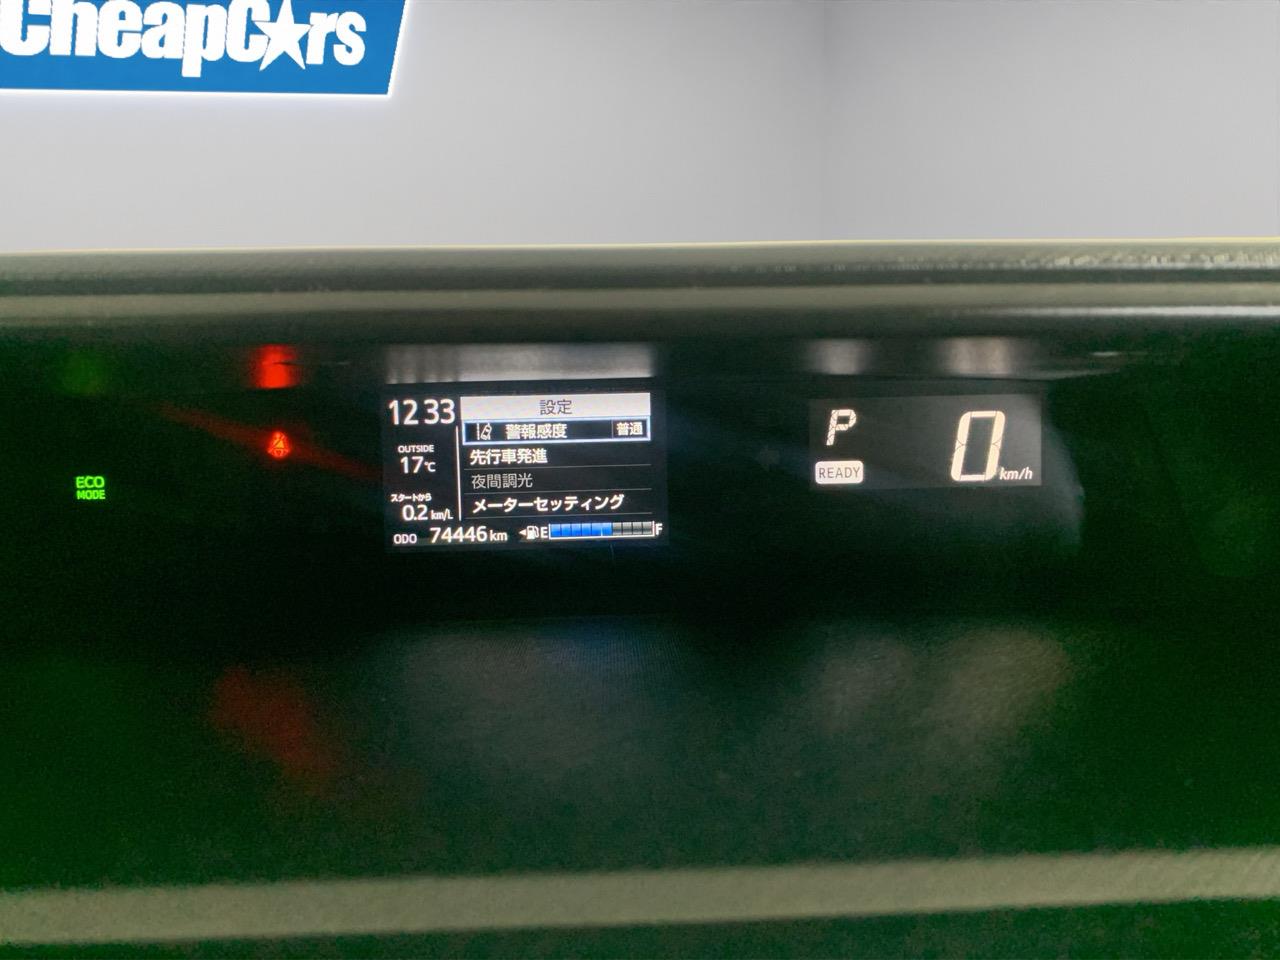 CheapCars
12 33
設定
警報感度 普通
OUTSIDE
17℃
先行車発進
夜間調光
スタートから
0.2 km/L
メーターセッティング
ODO 74446 km
E F
ECO
MODE
P
READY
0 km/h